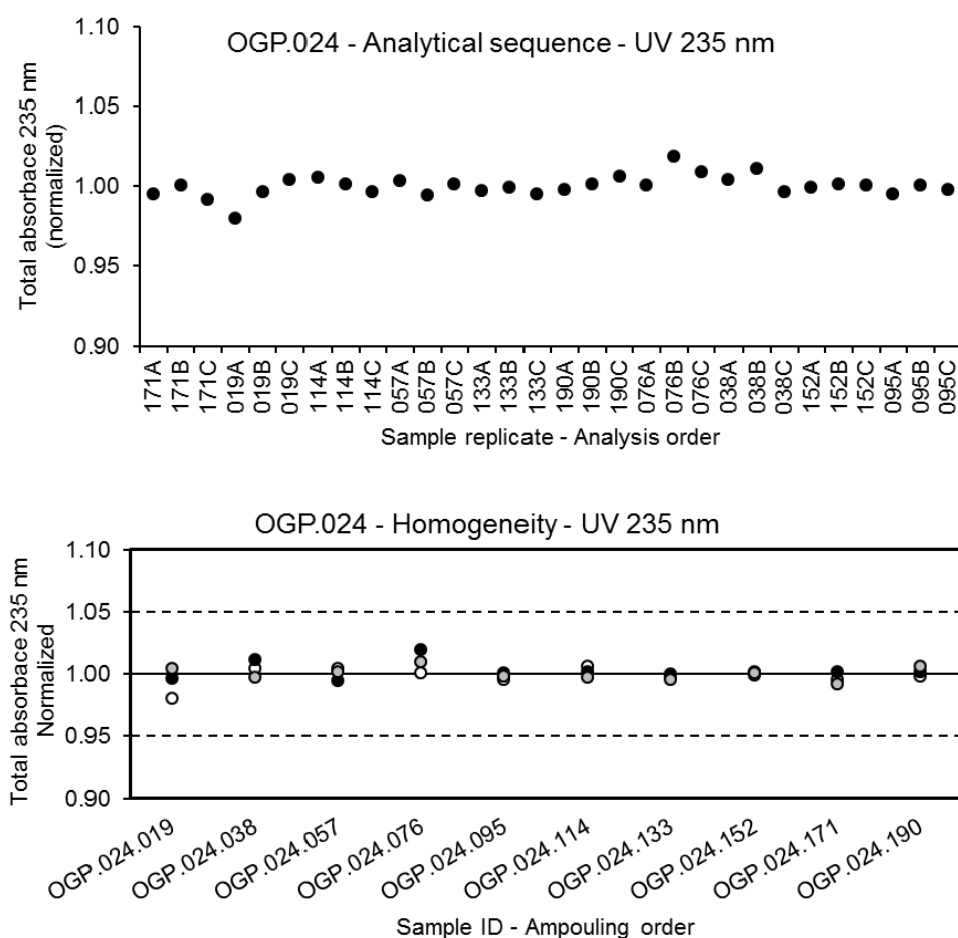 OGP.024 - Analytical sequence - UV 235 nm
Total absorbace 235 nm
(normalized)
1.10
1.05
1.00
0.95
0.90
171A
171B
171C
019A
019B
019C
114A
114B
114C
057A
057B
057C
133A
133B
133C
190A
190B
190C
076A
076B
076C
038A
038B
038C
152A
152B
152C
095A
095B
095C
Sample replicate - Analysis order
OGP.024 - Homogeneity - UV 235 nm
Total absorbace 235 nm
Normalized
1.10
1.05
1.00
0.95
0.90
OGP.024.019
OGP.024.038
OGP.024.057
OGP.024.076
OGP.024.095
OGP.024.114
OGP.024.133
OGP.024.152
OGP.024.171
OGP.024.190
Sample ID - Ampouling order